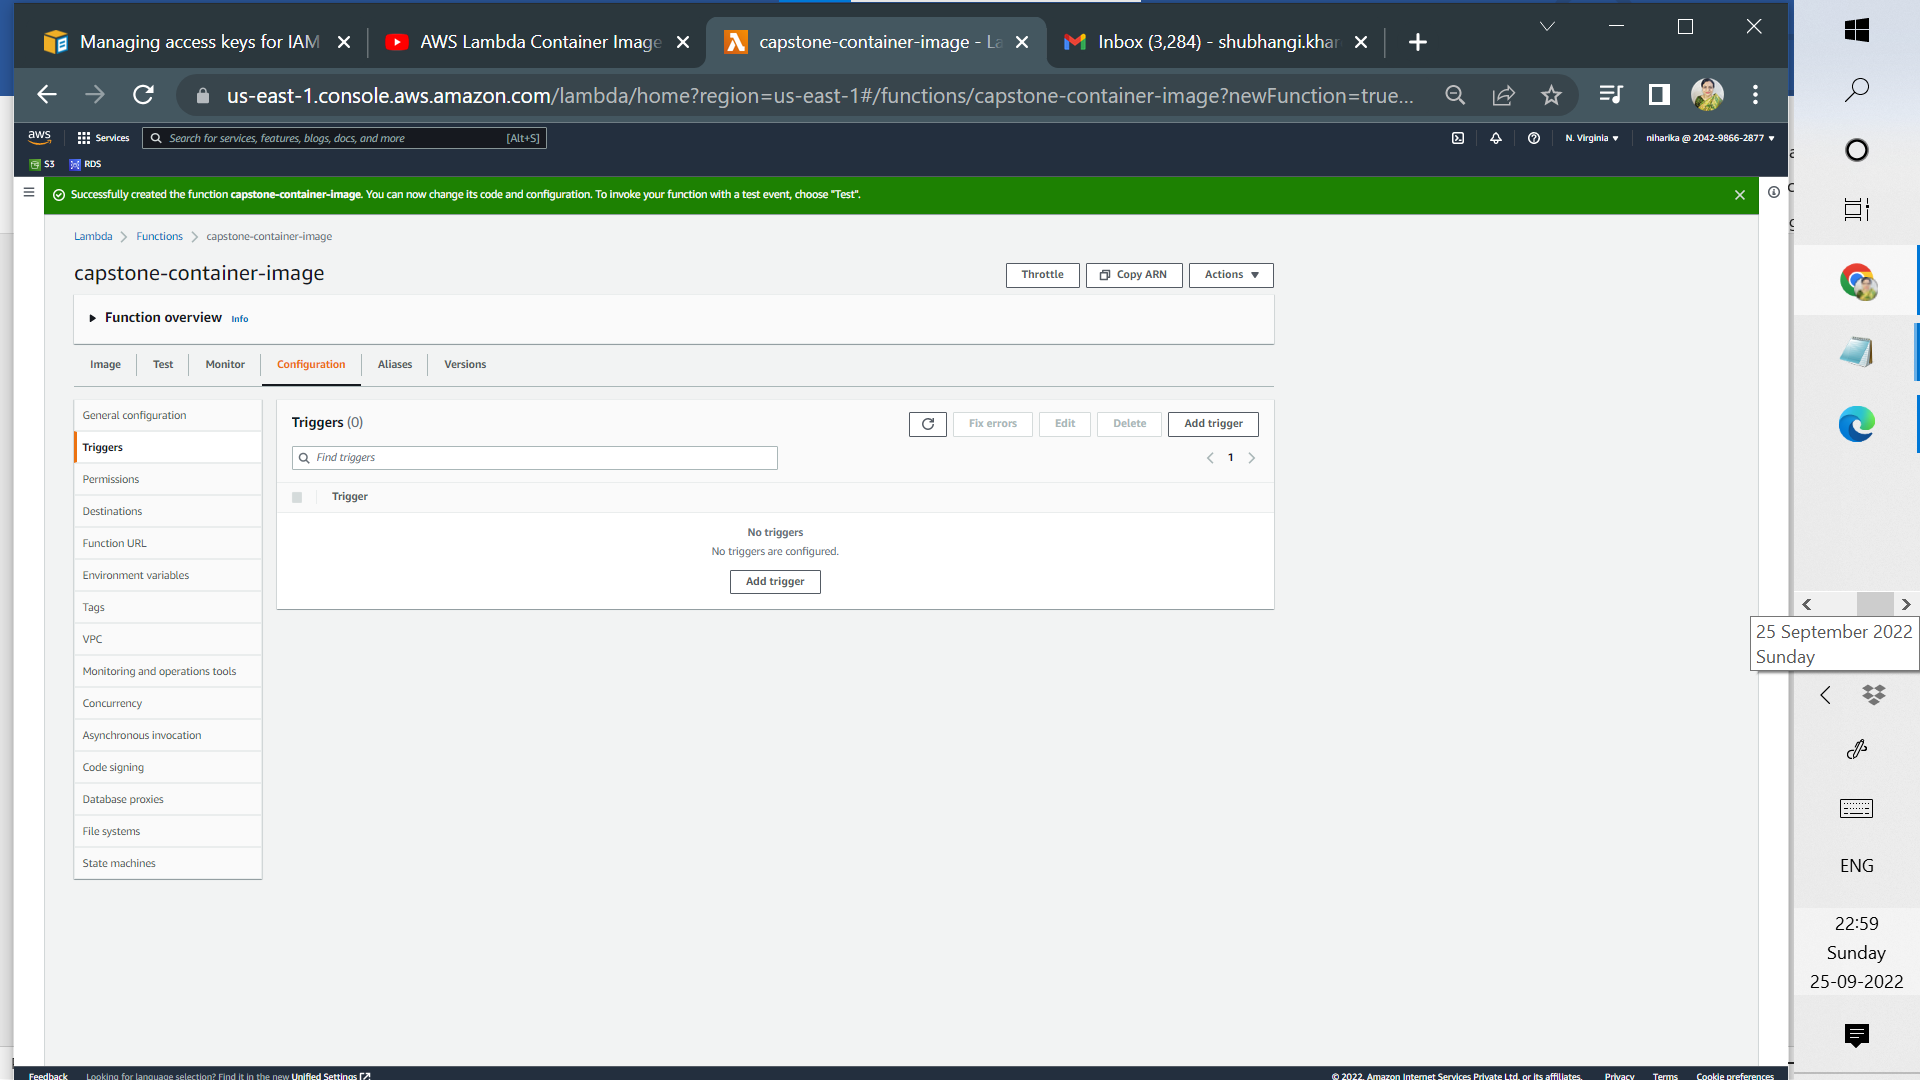 Managing access keys for IAM
AWS Lambda Container Image
capstone-container-image - La
Inbox (3,284) - shubhangi.khar
us-east-1.console.aws.amazon.com/lambda/home?region=us-east-1#/functions/capstone-container-image?newFunction=true...
aws
Services
Search for services, features, blogs, docs, and more
[Alt+S]
N. Virginia
niharika @ 2042-9866-2877
S3
RDS
Successfully created the function capstone-container-image. You can now change its code and configuration. To invoke your function with a test event, choose "Test".
Lambda
Functions
capstone-container-image
capstone-container-image
Throttle
Copy ARN
Actions
Function overview
Info
Image
Test
Monitor
Configuration
Aliases
Versions
General configuration
Triggers
Permissions
Destinations
Function URL
Environment variables
Tags
VPC
Monitoring and operations tools
Concurrency
Asynchronous invocation
Code signing
Database proxies
File systems
State machines
Triggers (0)
Fix errors
Edit
Delete
Add trigger
Find triggers
1
Trigger
No triggers
No triggers are configured.
Add trigger
25 September 2022
Sunday
ENG
22:59
Sunday
25-09-2022
Feedback
Looking for language selection? Find it in the new Unified Settings
© 2022, Amazon Internet Services Private Ltd. or its affiliates.
Privacy
Terms
Cookie preferences